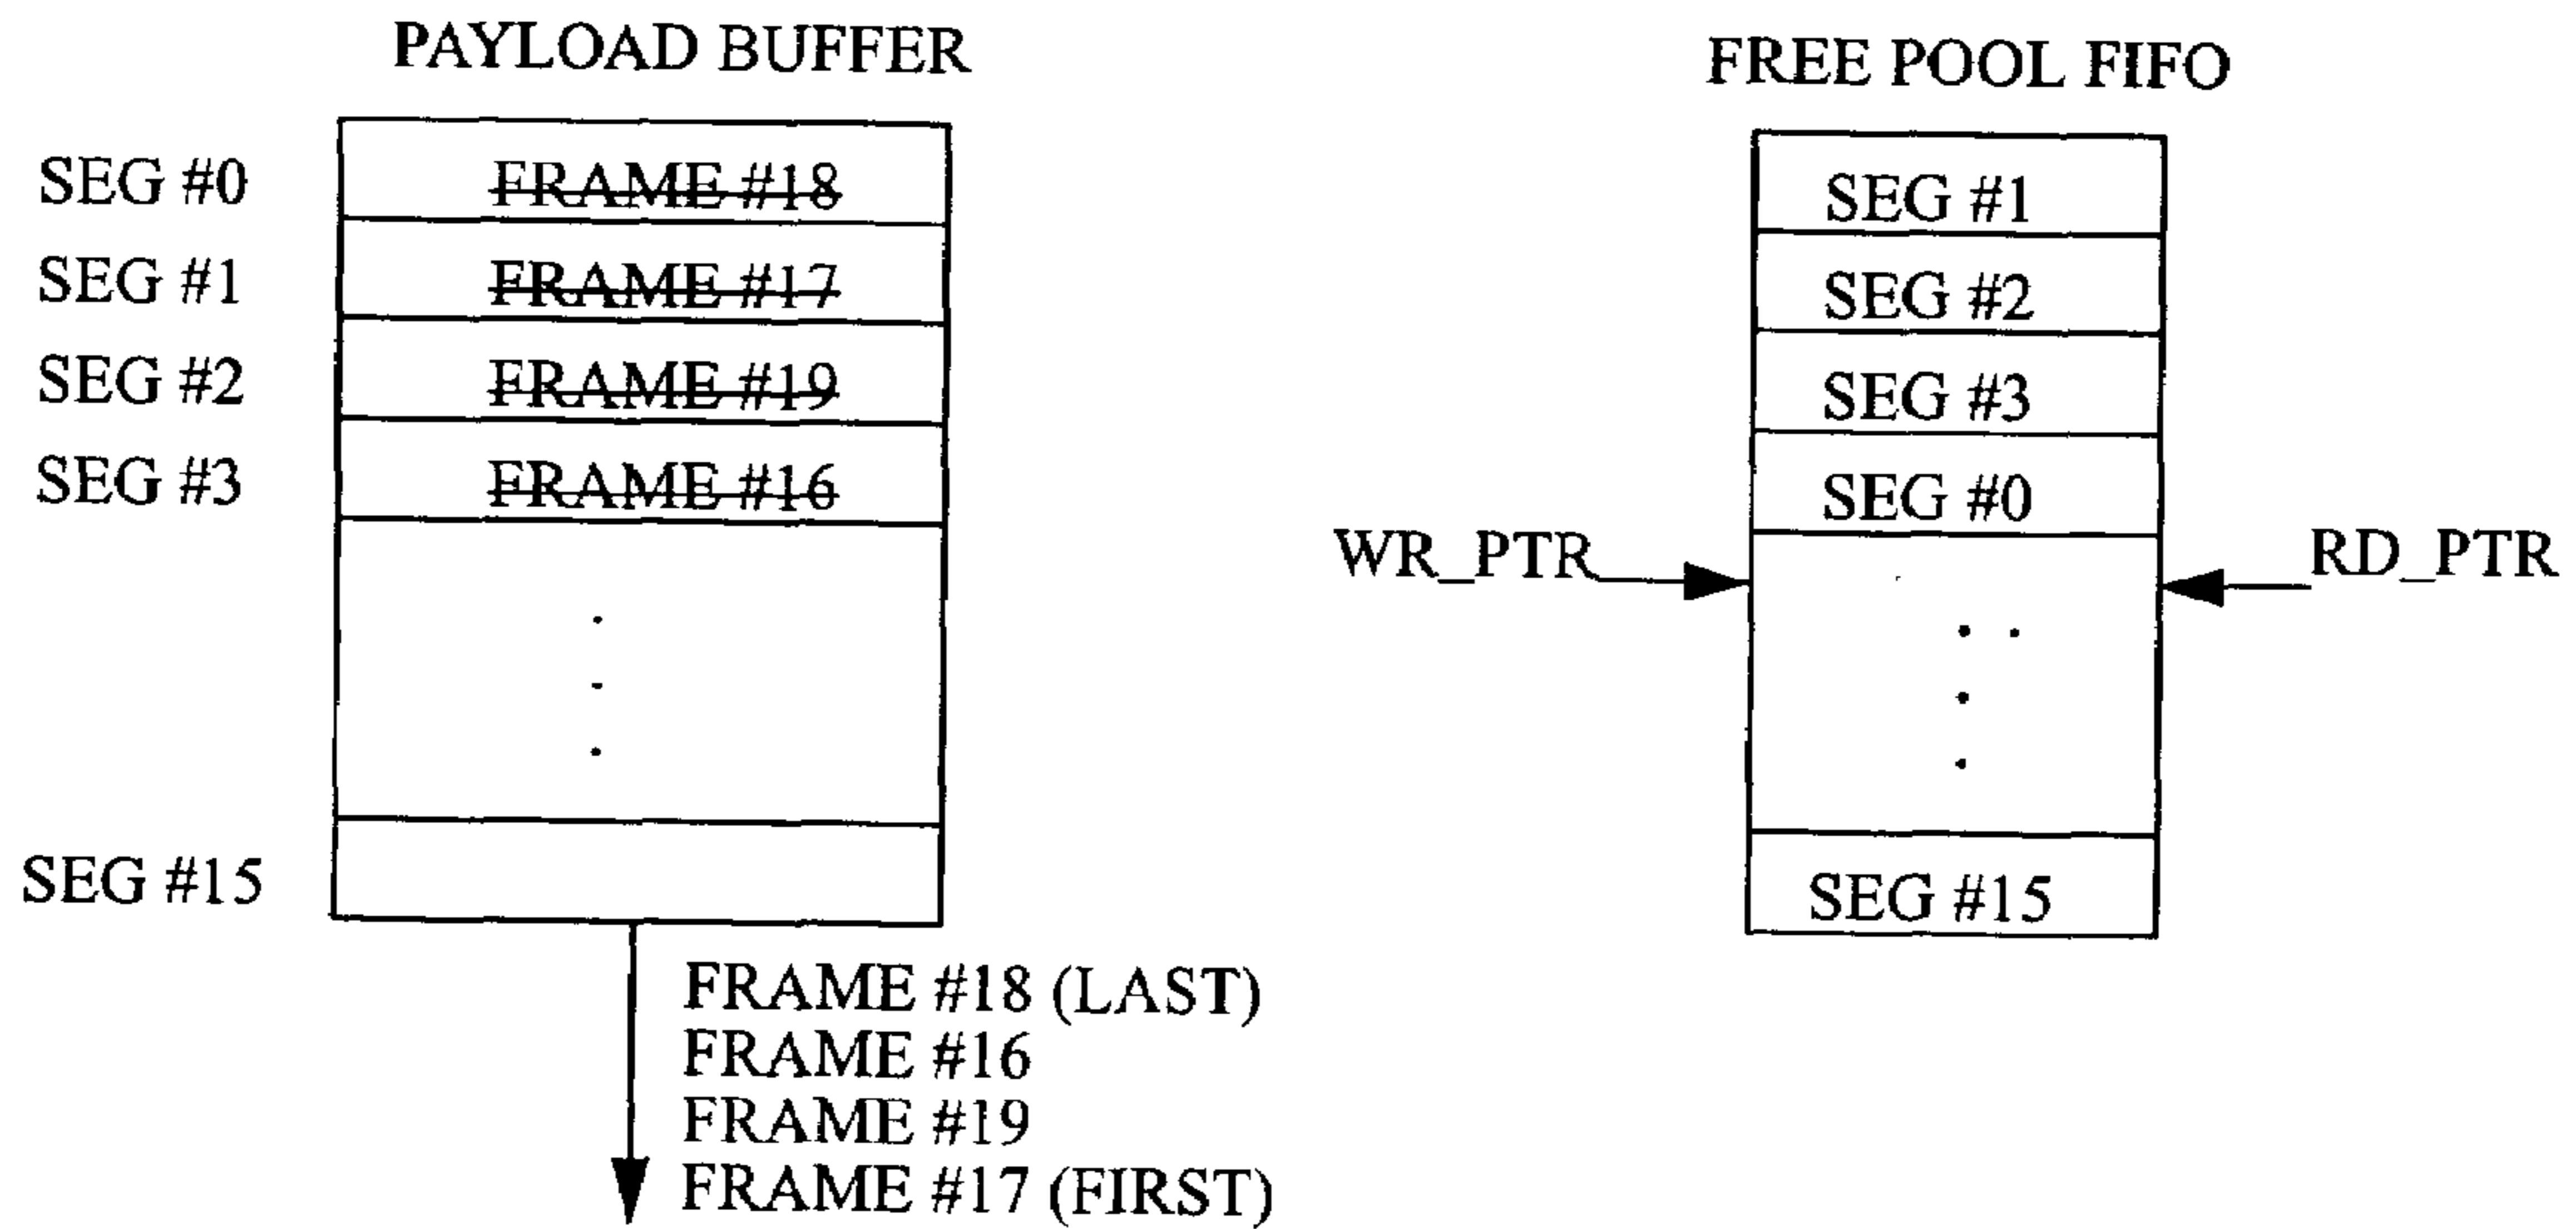 PAYLOAD BUFFER
SEG #0 FRAME #18
SEG #1 FRAME #17
SEG #2 FRAME #19
SEG #3 FRAME #16
SEG #15
FRAME #18 (LAST)
FRAME #16
FRAME #19
FRAME #17 (FIRST)
FREE POOL FIFO
SEG #1
SEG #2
SEG #3
SEG #0
WR_PTR
RD_PTR
SEG #15